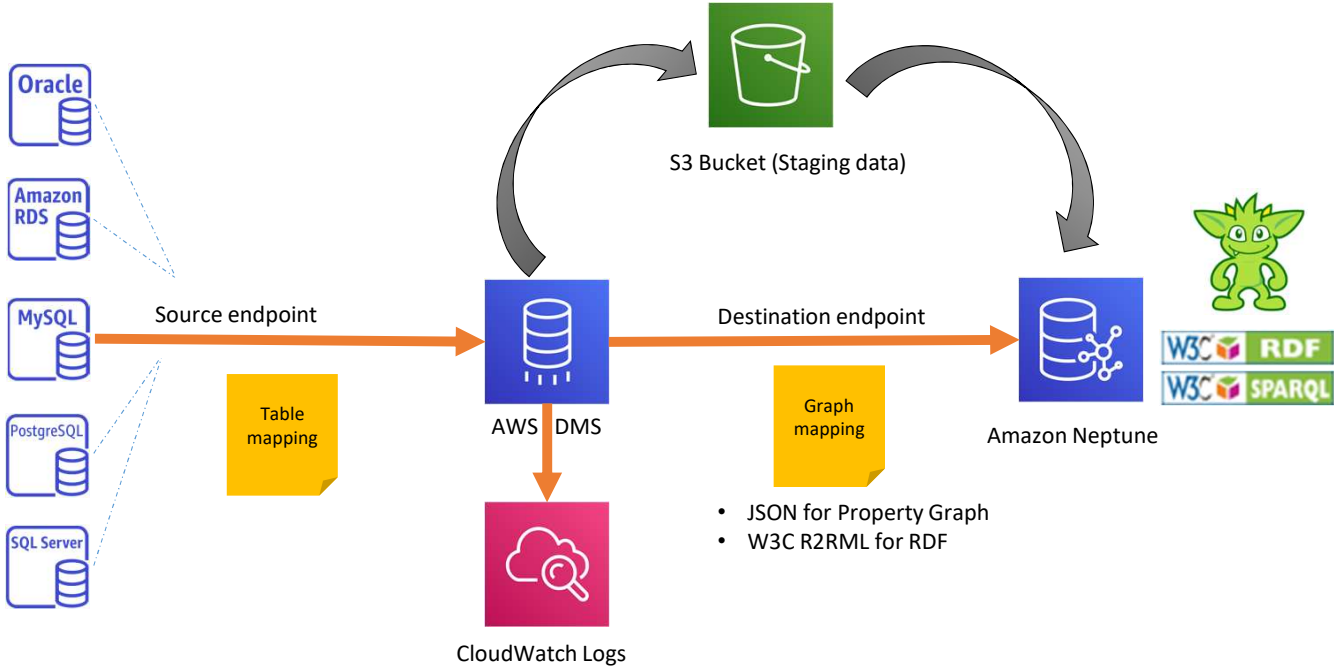 Oracle
Amazon
RDS
MySQL
PostgreSQL
SQL Server
Source endpoint
Table
mapping
S3 Bucket (Staging data)
AWS DMS
CloudWatch Logs
Destination endpoint
Graph
mapping
• JSON for Property Graph
• W3C R2RML for RDF
Amazon Neptune
W3C RDF
W3C SPARQL